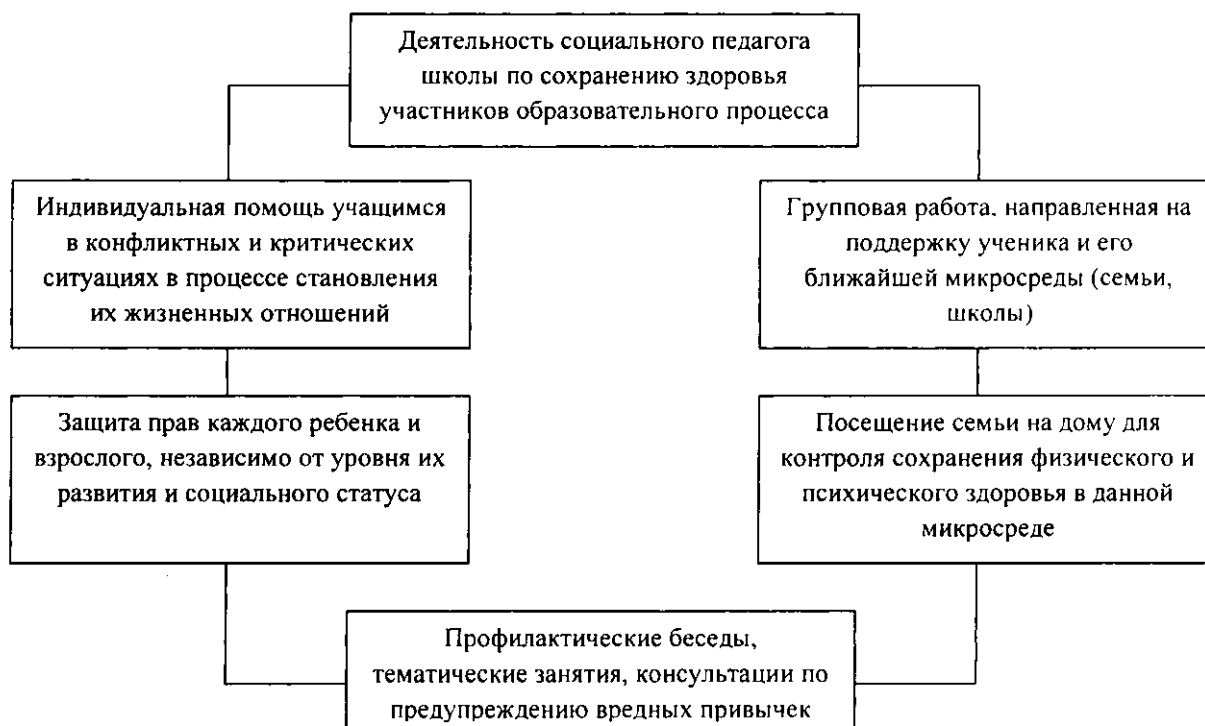 Деятельность социального педагога
школы по сохранению здоровья
участников образовательного процесса
Индивидуальная помощь учащимся
в конфликтных и критических
ситуациях в процессе становления
их жизненных отношений
Групповая работа, направленная на
поддержку ученика и его
ближайшей микросреды (семьи,
школы)
Защита прав каждого ребенка и
взрослого, независимо от уровня их
развития и социального статуса
Посещение семьи на дому для
контроля сохранения физического и
психического здоровья в данной
микросреде
Профилактические беседы,
тематические занятия, консультации по
предупреждению вредных привычек